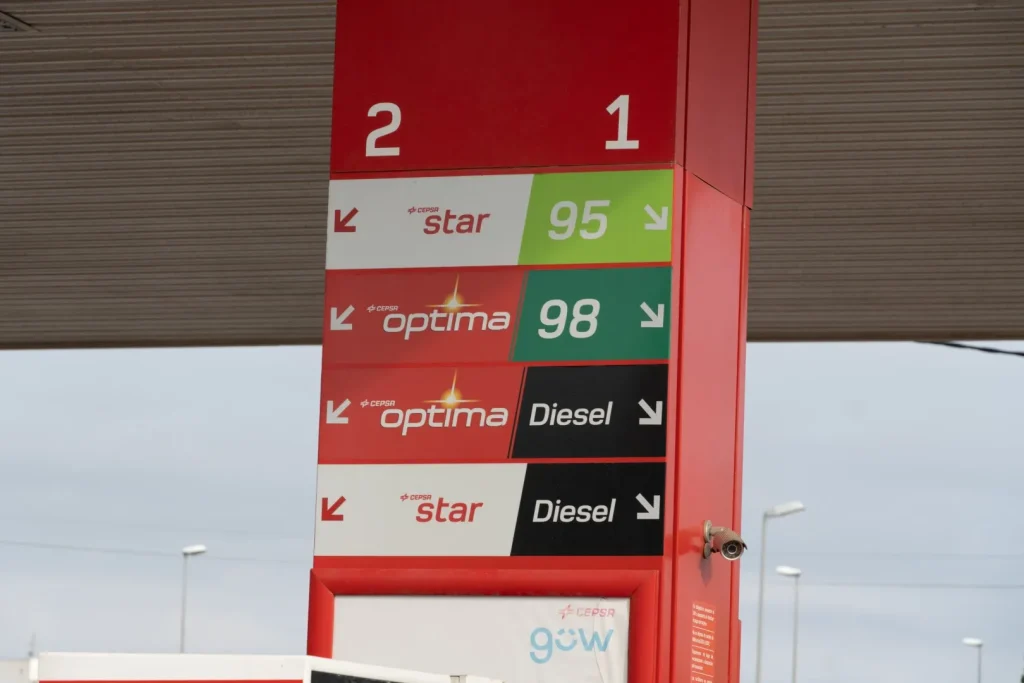 2 1
CEPSA
star 95
CEPSA
optima 98
CEPSA
optima Diesel
CEPSA
star Diesel
CEPSA
gow